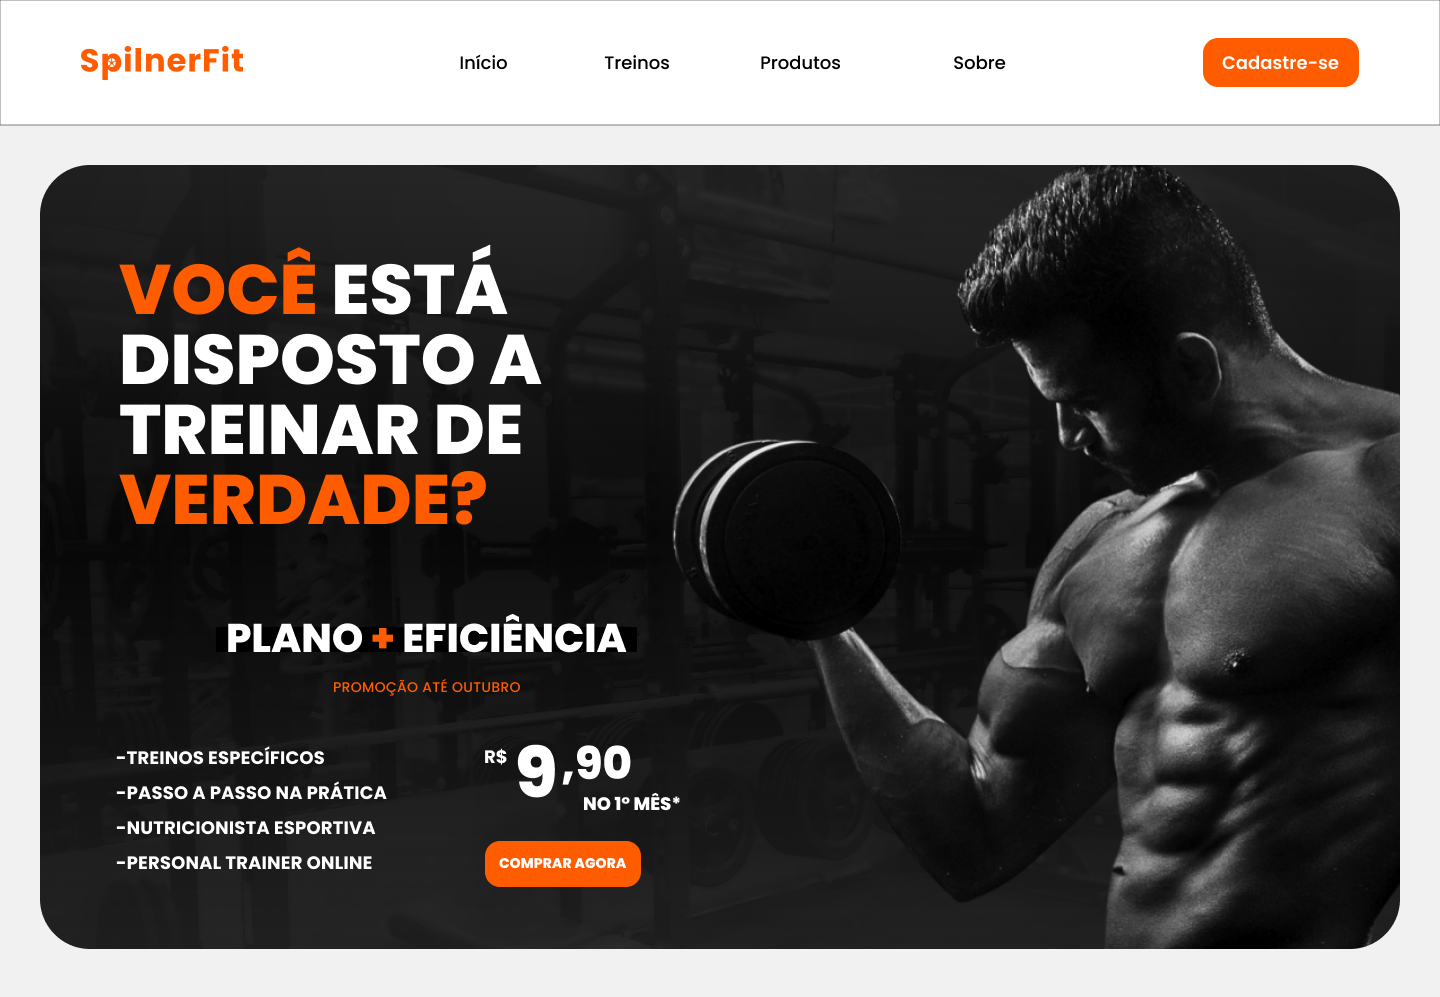 SpilnerFit
Início
Treinos
Produtos
Sobre
Cadastre-se
VOCÊ ESTÁ
DISPOSTO A
TREINAR DE
VERDADE?
PLANO + EFICIÊNCIA
PROMOÇÃO ATÉ OUTUBRO
-TREINOS ESPECÍFICOS
-PASSO A PASSO NA PRÁTICA
-NUTRICIONISTA ESPORTIVA
-PERSONAL TRAINER ONLINE
R$ 9,90
NO 1º MÊS*
COMPRAR AGORA